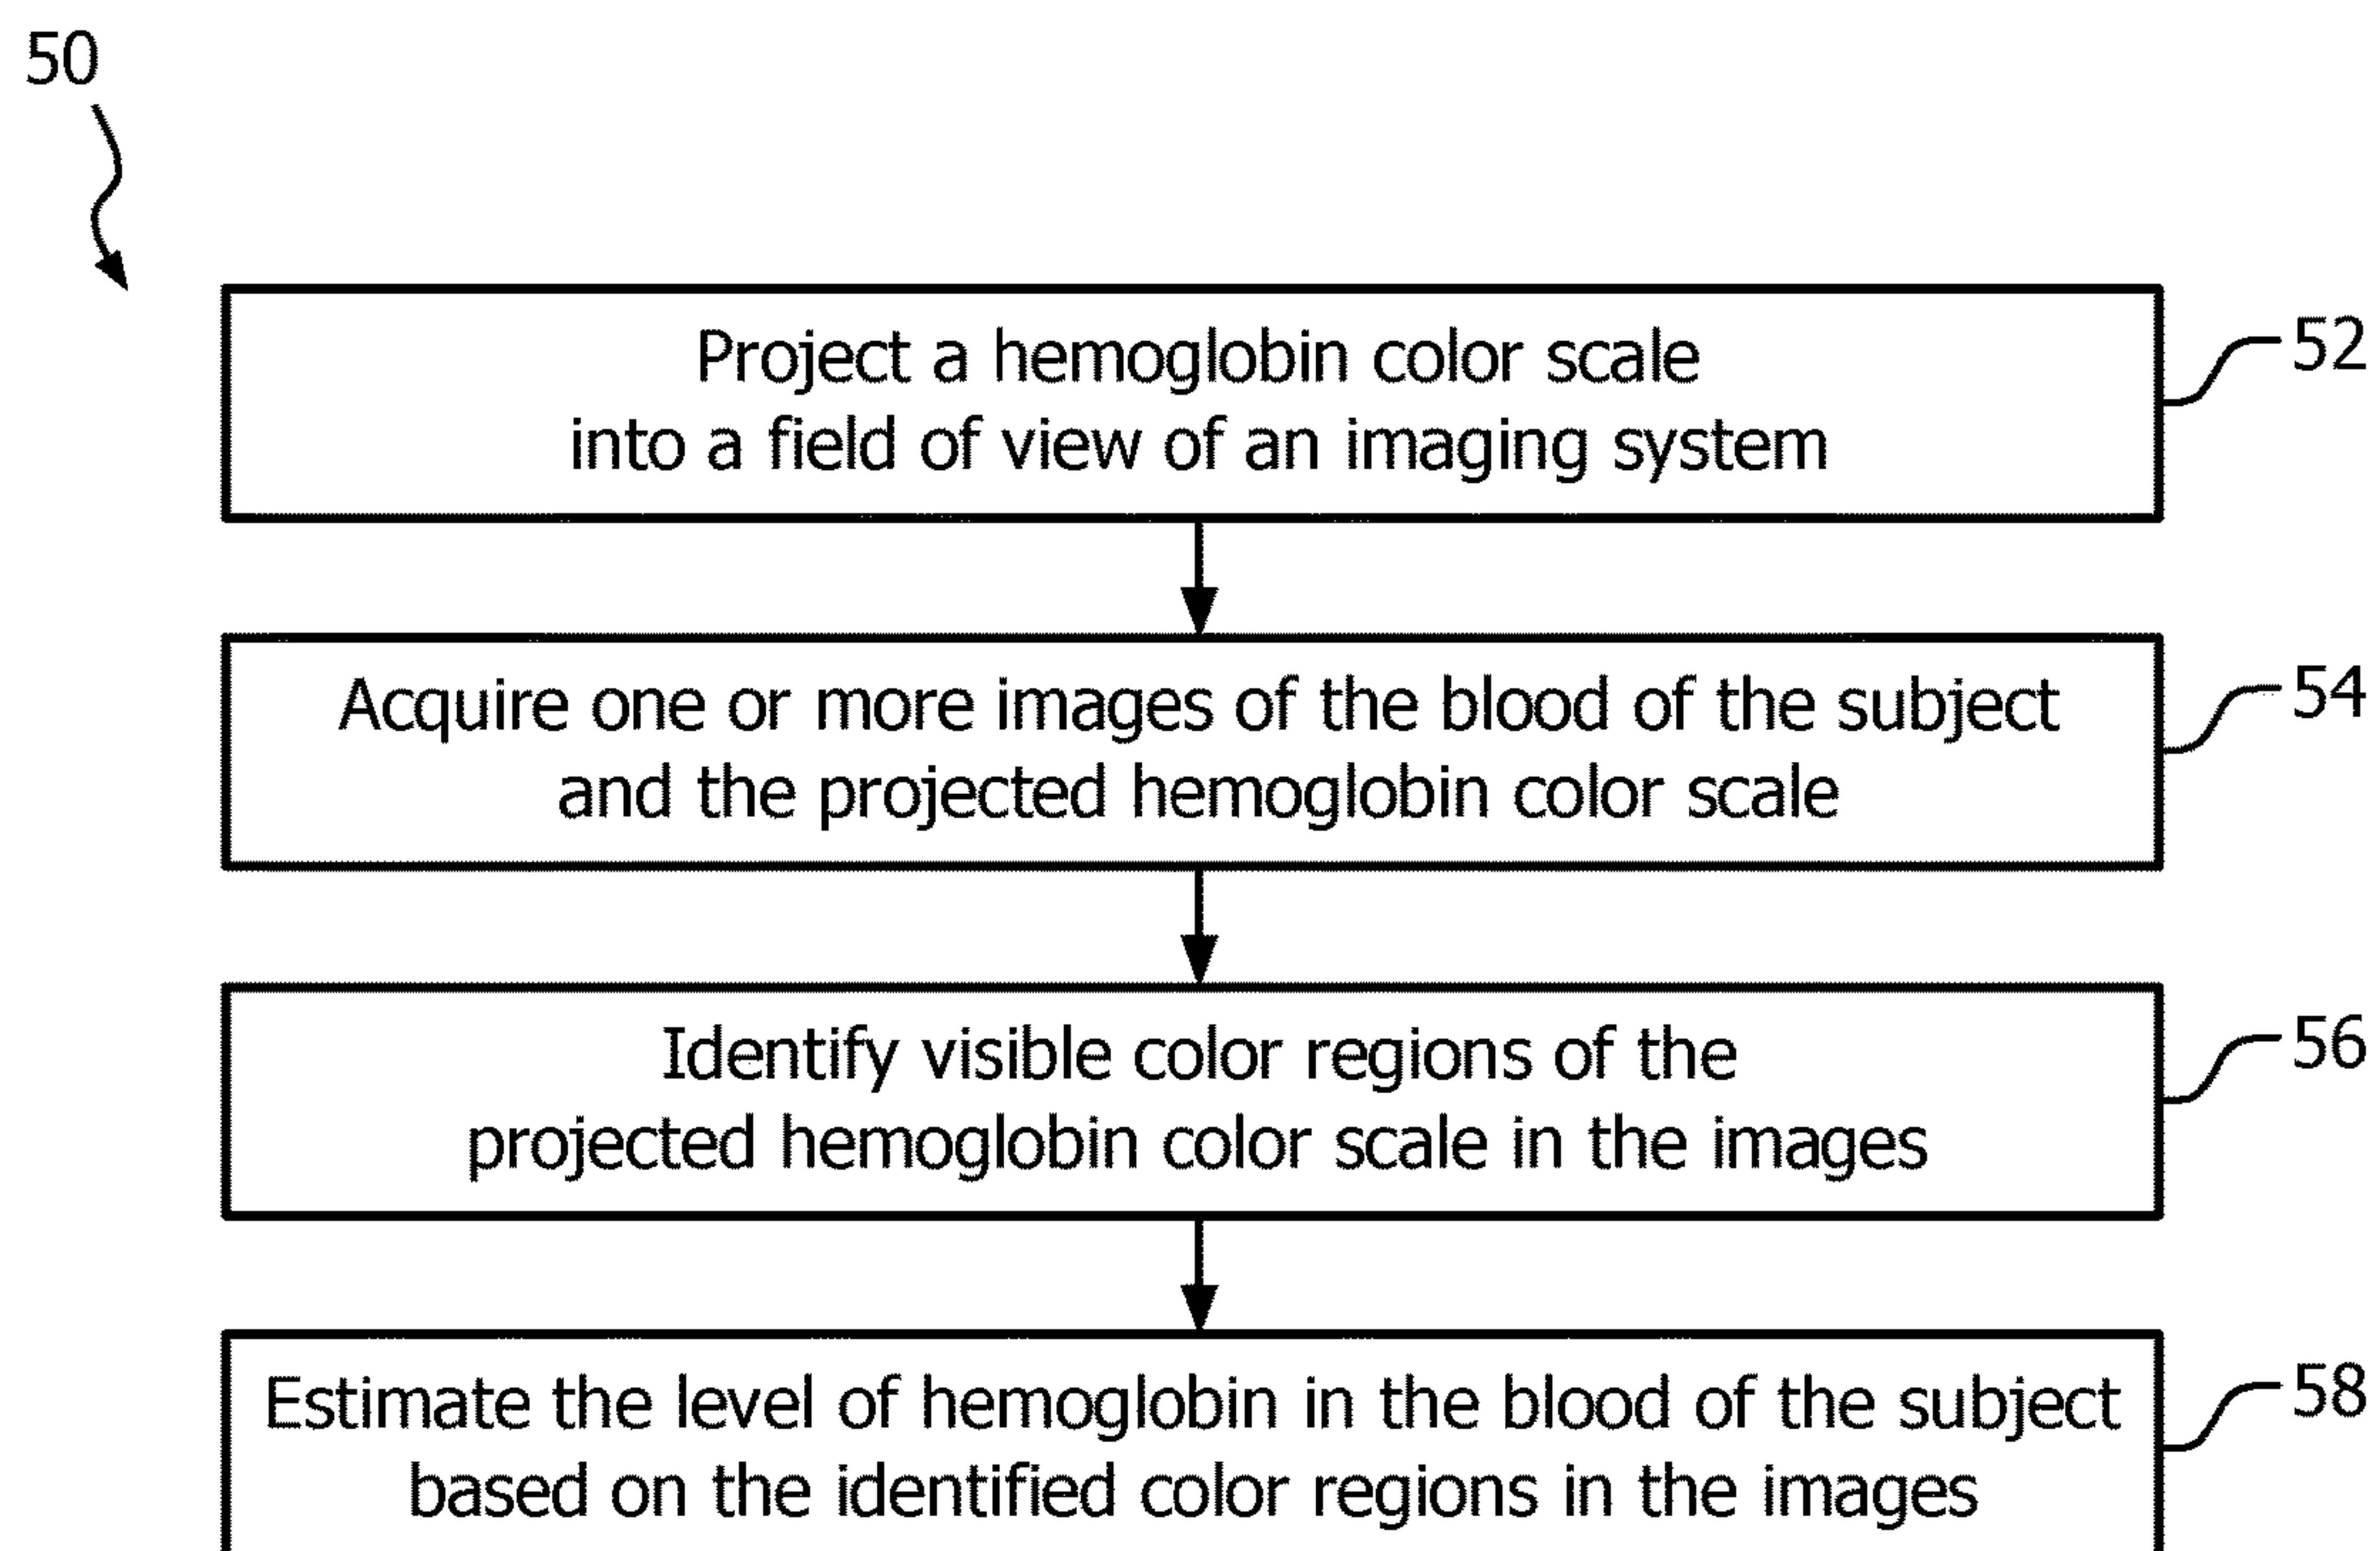 50
Project a hemoglobin color scale
into a field of view of an imaging system
52
Acquire one or more images of the blood of the subject
and the projected hemoglobin color scale
54
Identify visible color regions of the
projected hemoglobin color scale in the images
56
Estimate the level of hemoglobin in the blood of the subject
based on the identified color regions in the images
58